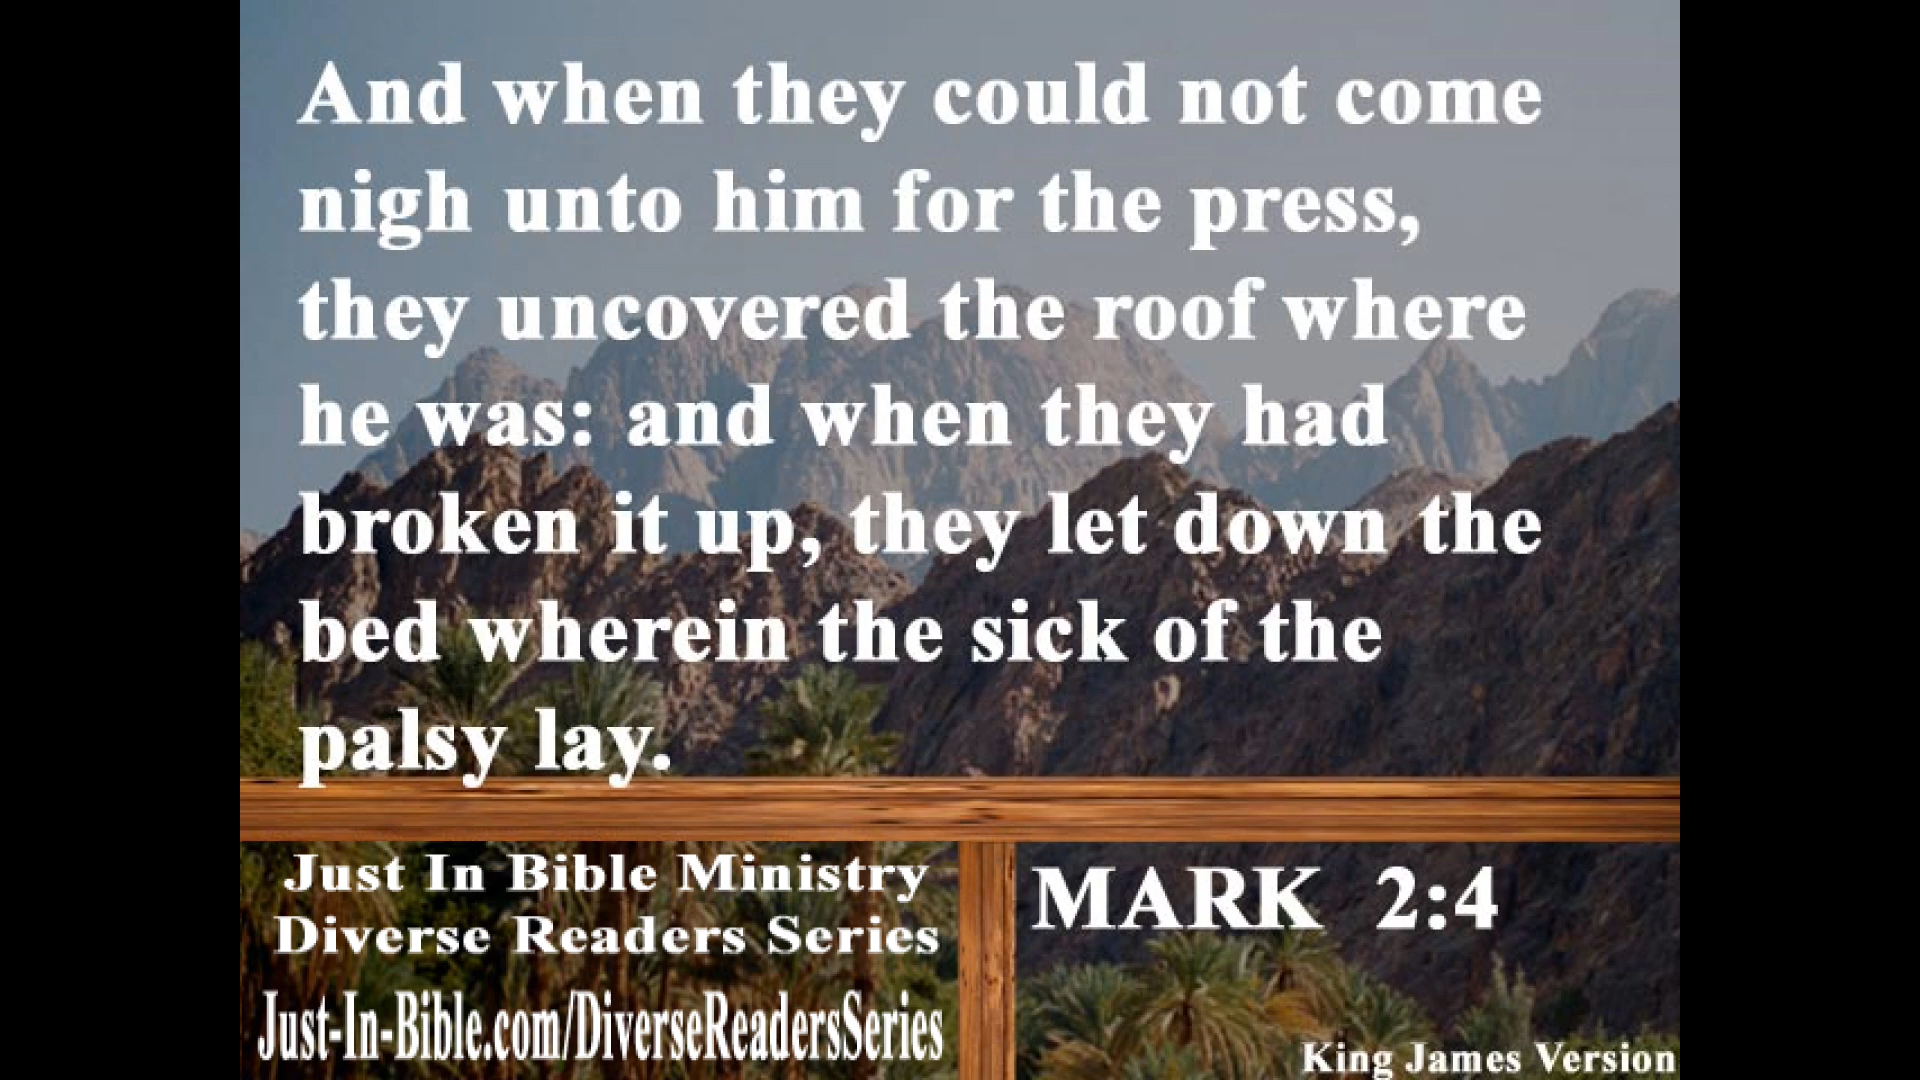 And when they could not come
nigh unto him for the press,
they uncovered the roof where
he was: and when they had
broken it up, they let down the
bed wherein the sick of the
palsy lay.
Just In Bible Ministry
Diverse Readers Series
Just-In-Bible.com/DiverseReadersSeries
MARK 2:4
King James Version